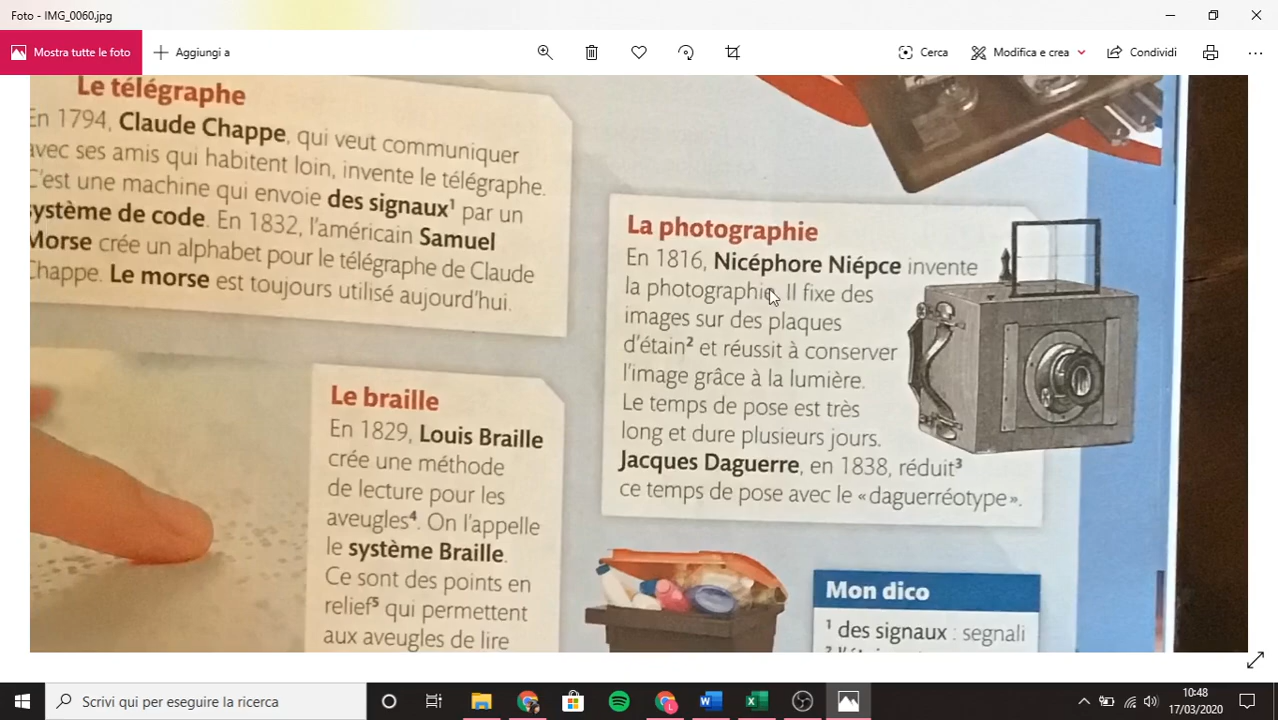 Foto - IMG_0060.jpg
Mostra tutte le foto
Aggiungi a
Cerca
Modifica e crea
Condividi
Le télégraphe
En 1794, Claude Chappe, qui veut communiquer
avec ses amis qui habitent loin, invente le télégraphe.
C'est une machine qui envoie des signaux¹ par un
système de code. En 1832, l'américain Samuel
Morse crée un alphabet pour le télégraphe de Claude
Chappe. Le morse est toujours utilisé aujourd'hui.
La photographie
En 1816, Nicéphore Niépce invente
la photographie. Il fixe des
images sur des plaques
d'étain² et réussit à conserver
l'image grâce à la lumière.
Le temps de pose est très
long et dure plusieurs jours.
Jacques Daguerre, en 1838, réduit³
ce temps de pose avec le «daguerréotype».
Le braille
En 1829, Louis Braille
crée une méthode
de lecture pour les
aveugles⁴. On l'appelle
le système Braille.
Ce sont des points en
relief⁵ qui permettent
aux aveugles de lire
Mon dico
¹ des signaux : segnali
Scrivi qui per eseguire la ricerca
10:48
17/03/2020